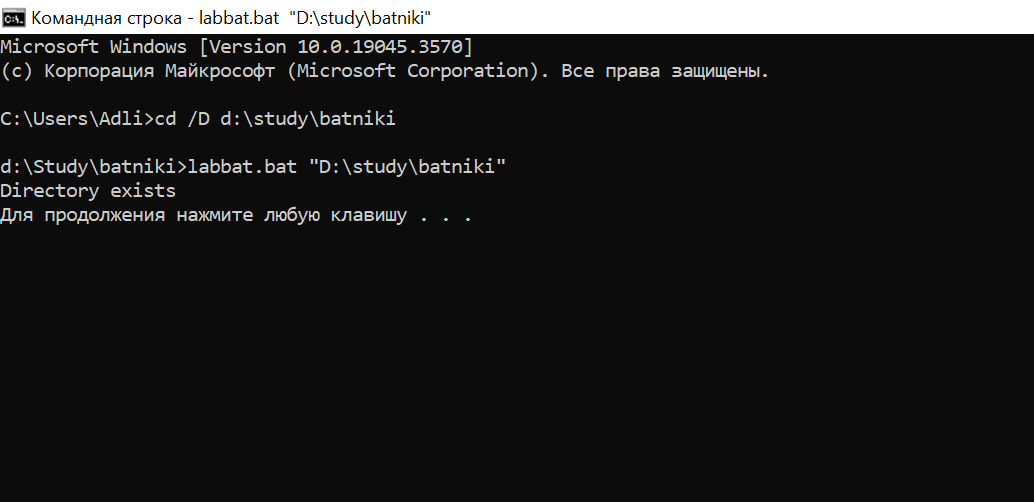 Командная строка - labbat.bat "D:\study\batniki"
Microsoft Windows [Version 10.0.19045.3570]
(c) Корпорация Майкрософт (Microsoft Corporation). Все права защищены.
C:\Users\Adli>cd /D d:\study\batniki
d:\Study\batniki>labbat.bat "D:\study\batniki"
Directory exists
Для продолжения нажмите любую клавишу . . .